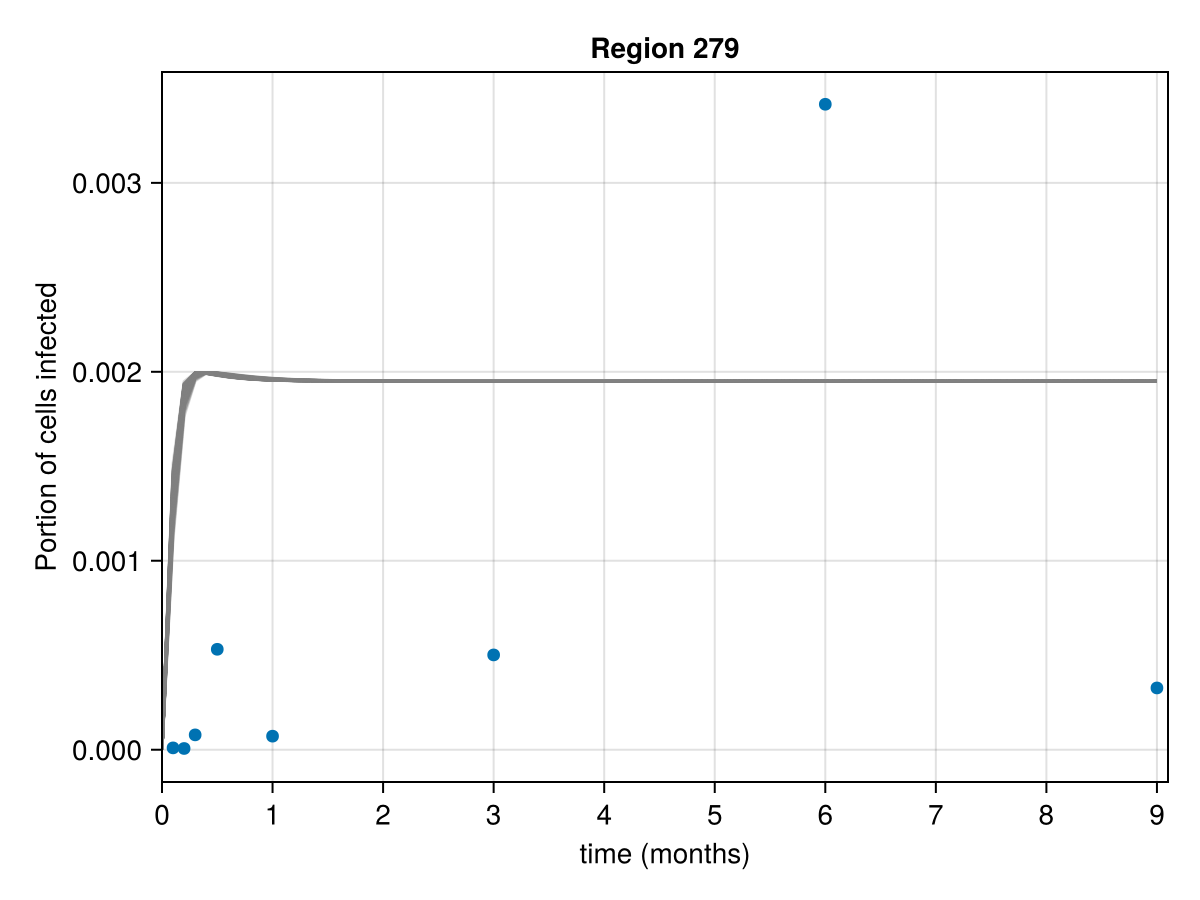 Region 279
Portion of cells infected
0.003
0.002
0.001
0.000
0 1 2 3 4 5 6 7 8 9
time (months)